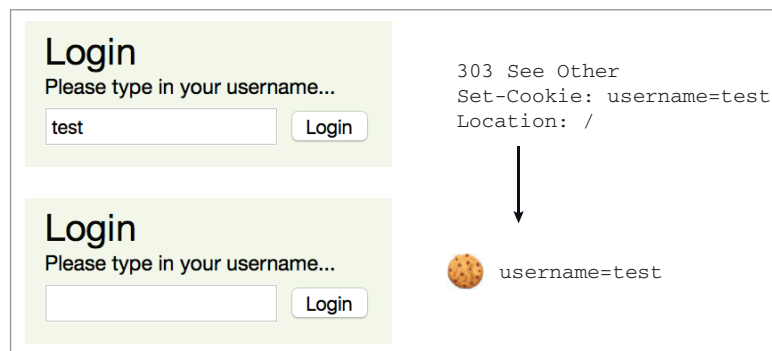 Login
Please type in your username...
test
Login
303 See Other
Set-Cookie: username=test
Location: /
Login
Please type in your username...
Login
username=test